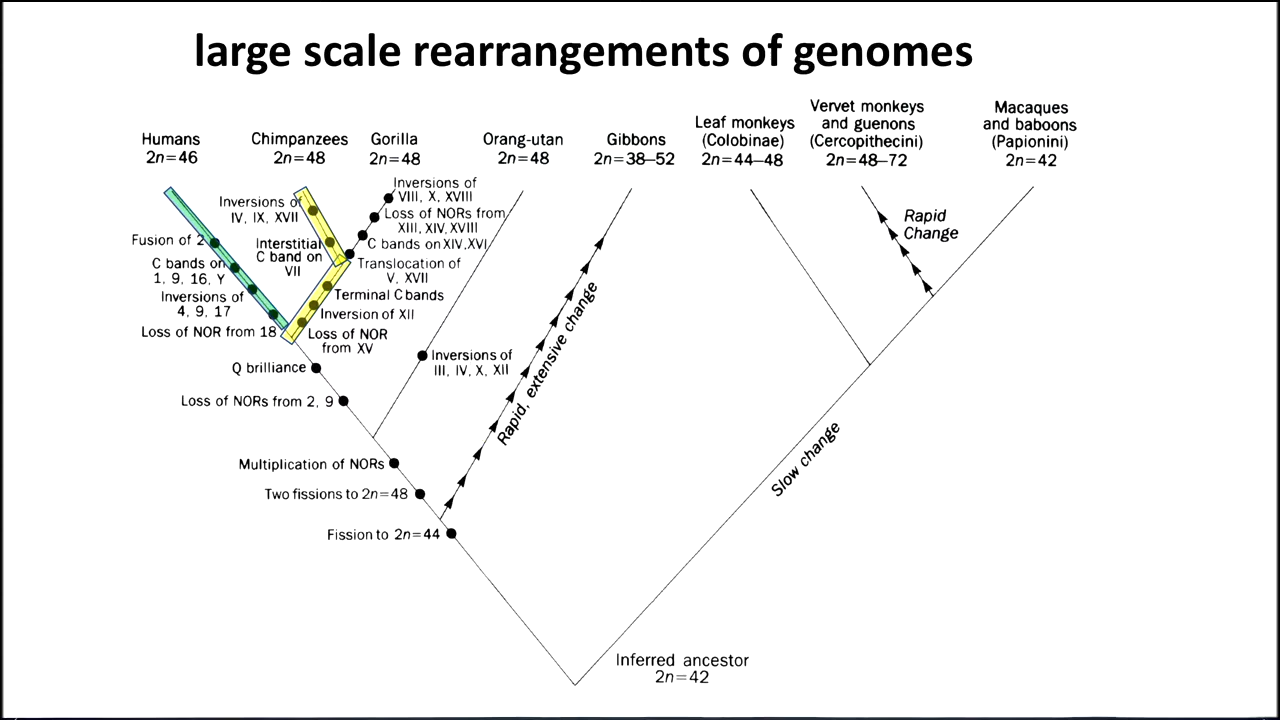 large scale rearrangements of genomes
Humans
2n=46
Chimpanzees
2n=48
Gorilla
2n=48
Orang-utan
2n=48
Gibbons
2n=38–52
Leaf monkeys
(Colobinae)
2n=44–48
Vervet monkeys
and guenons
(Cercopithecini)
2n=48–72
Macaques
and baboons
(Papionini)
2n=42
Inversions of
IV, IX, XVII
Interstitial
C band on
VII
Inversions of
VIII, X, XVIII
Loss of NORs from
XIII, XIV, XVIII
C bands on XIV, XVI
Translocation of
V, XVII
Terminal C bands
Inversion of XII
Loss of NOR
from XV
Fusion of 2
C bands on
1, 9, 16, Y
Inversions of
4, 9, 17
Loss of NOR from 18
Q brilliance
Loss of NORs from 2, 9
Inversions of
III, IV, X, XII
Multiplication of NORs
Two fissions to 2n=48
Fission to 2n=44
Rapid, extensive change
Rapid
Change
Slow change
Inferred ancestor
2n=42